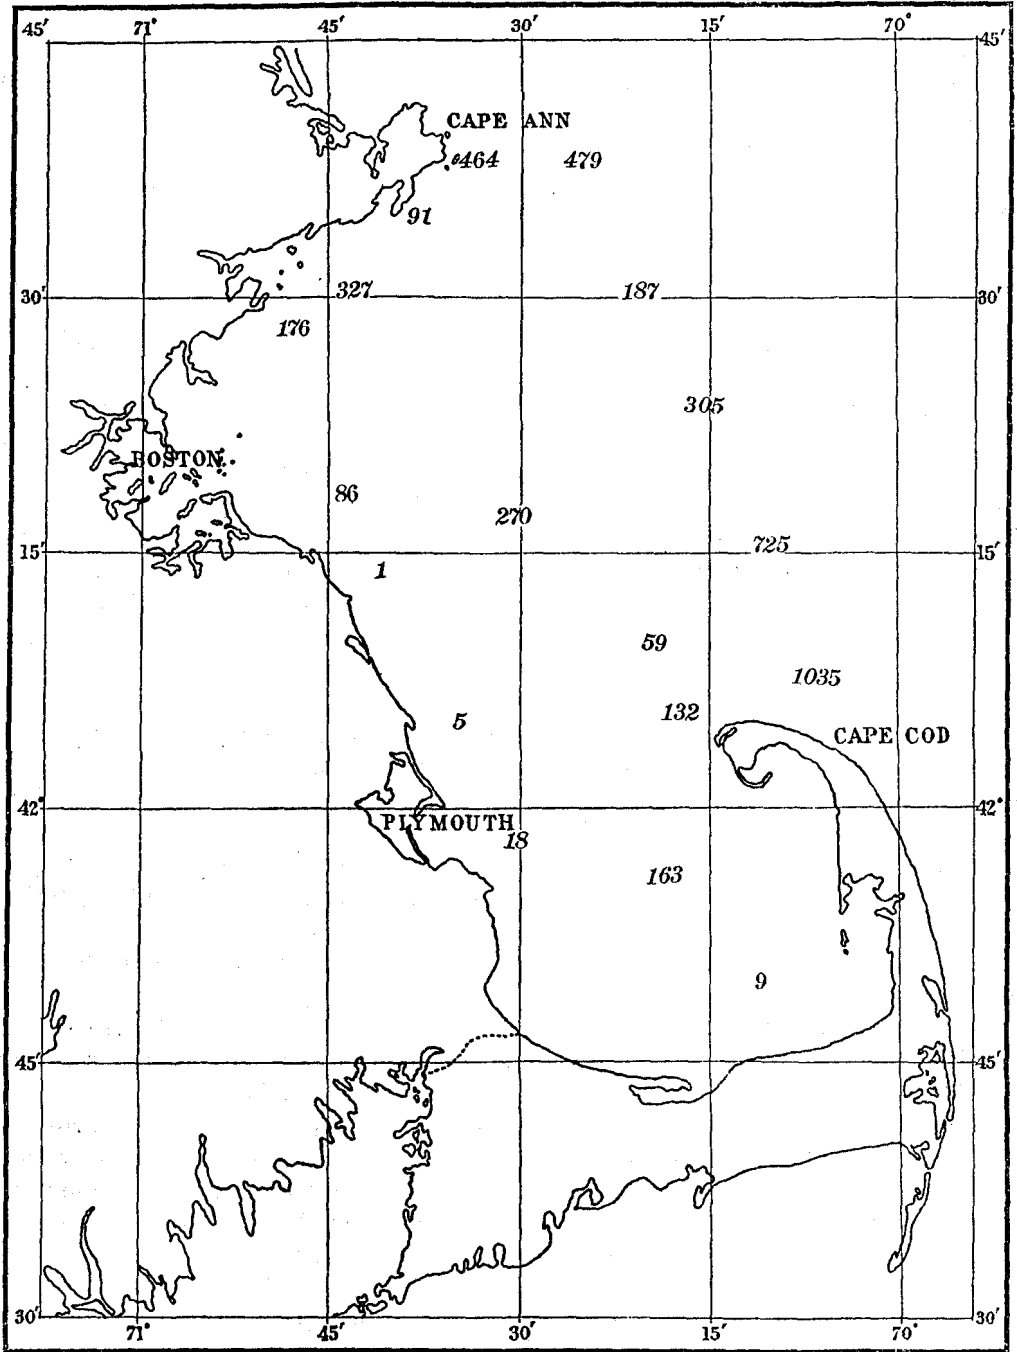 45′ 71° 45′ 30′ 15′ 70°
45′
CAPE ANN
464 479
91
30′ 327 187 30′
176
305
BOSTON
86
270
15′ 725 15′
1
59
1035
132
5
CAPE COD
42° 42°
PLYMOUTH
18
163
9
45′ 45′
30′ 30′
71° 45′ 30′ 15′ 70°